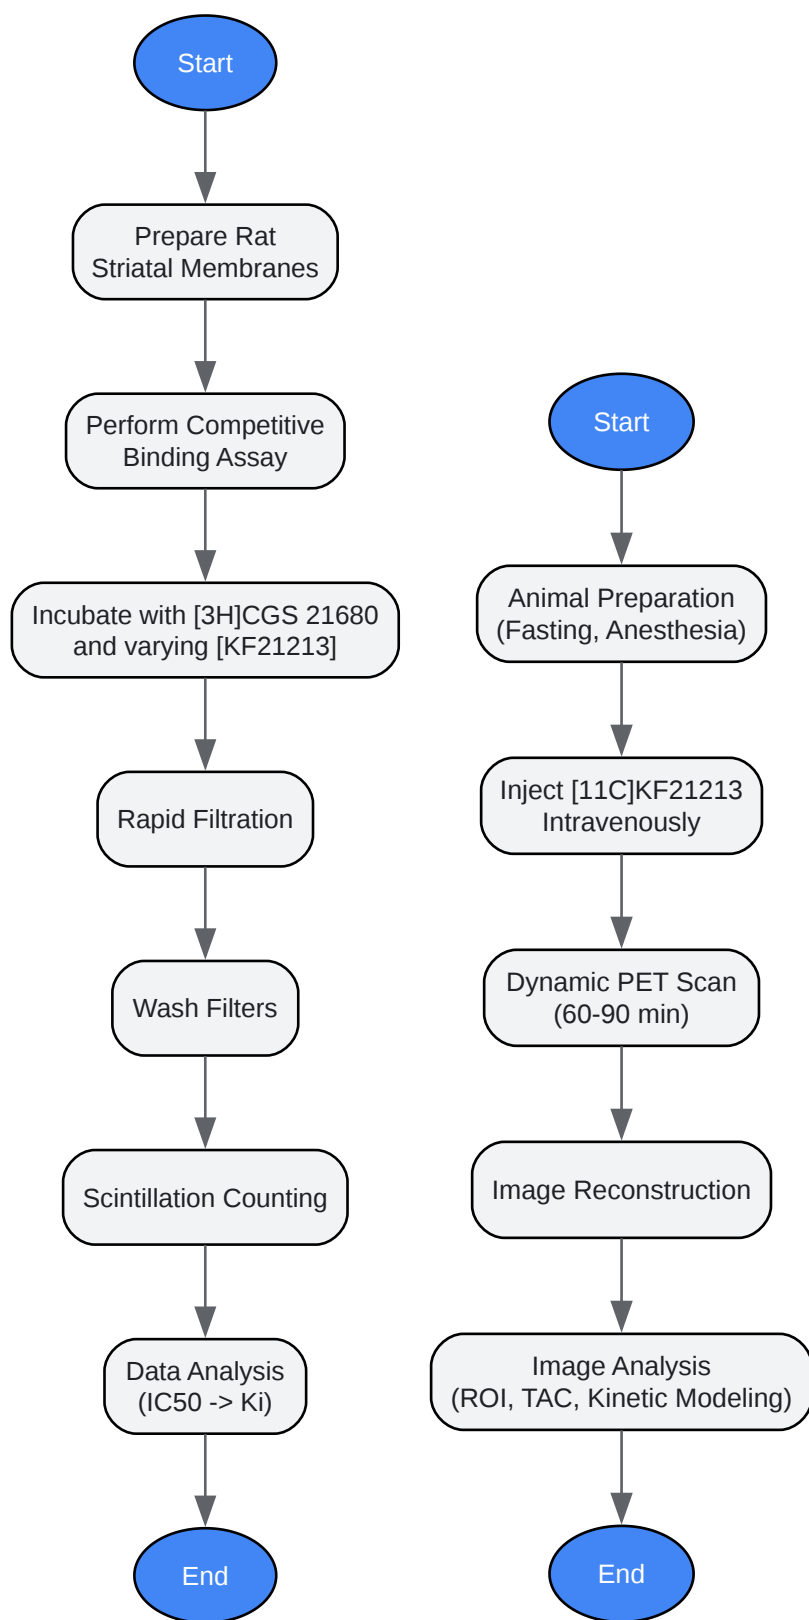 Start
Prepare Rat
Striatal Membranes
Perform Competitive
Binding Assay
Incubate with [3H]CGS 21680
and varying [KF21213]
Rapid Filtration
Wash Filters
Scintillation Counting
Data Analysis
(IC50 -> Ki)
End
Start
Animal Preparation
(Fasting, Anesthesia)
Inject [11C]KF21213
Intravenously
Dynamic PET Scan
(60-90 min)
Image Reconstruction
Image Analysis
(ROI, TAC, Kinetic Modeling)
End